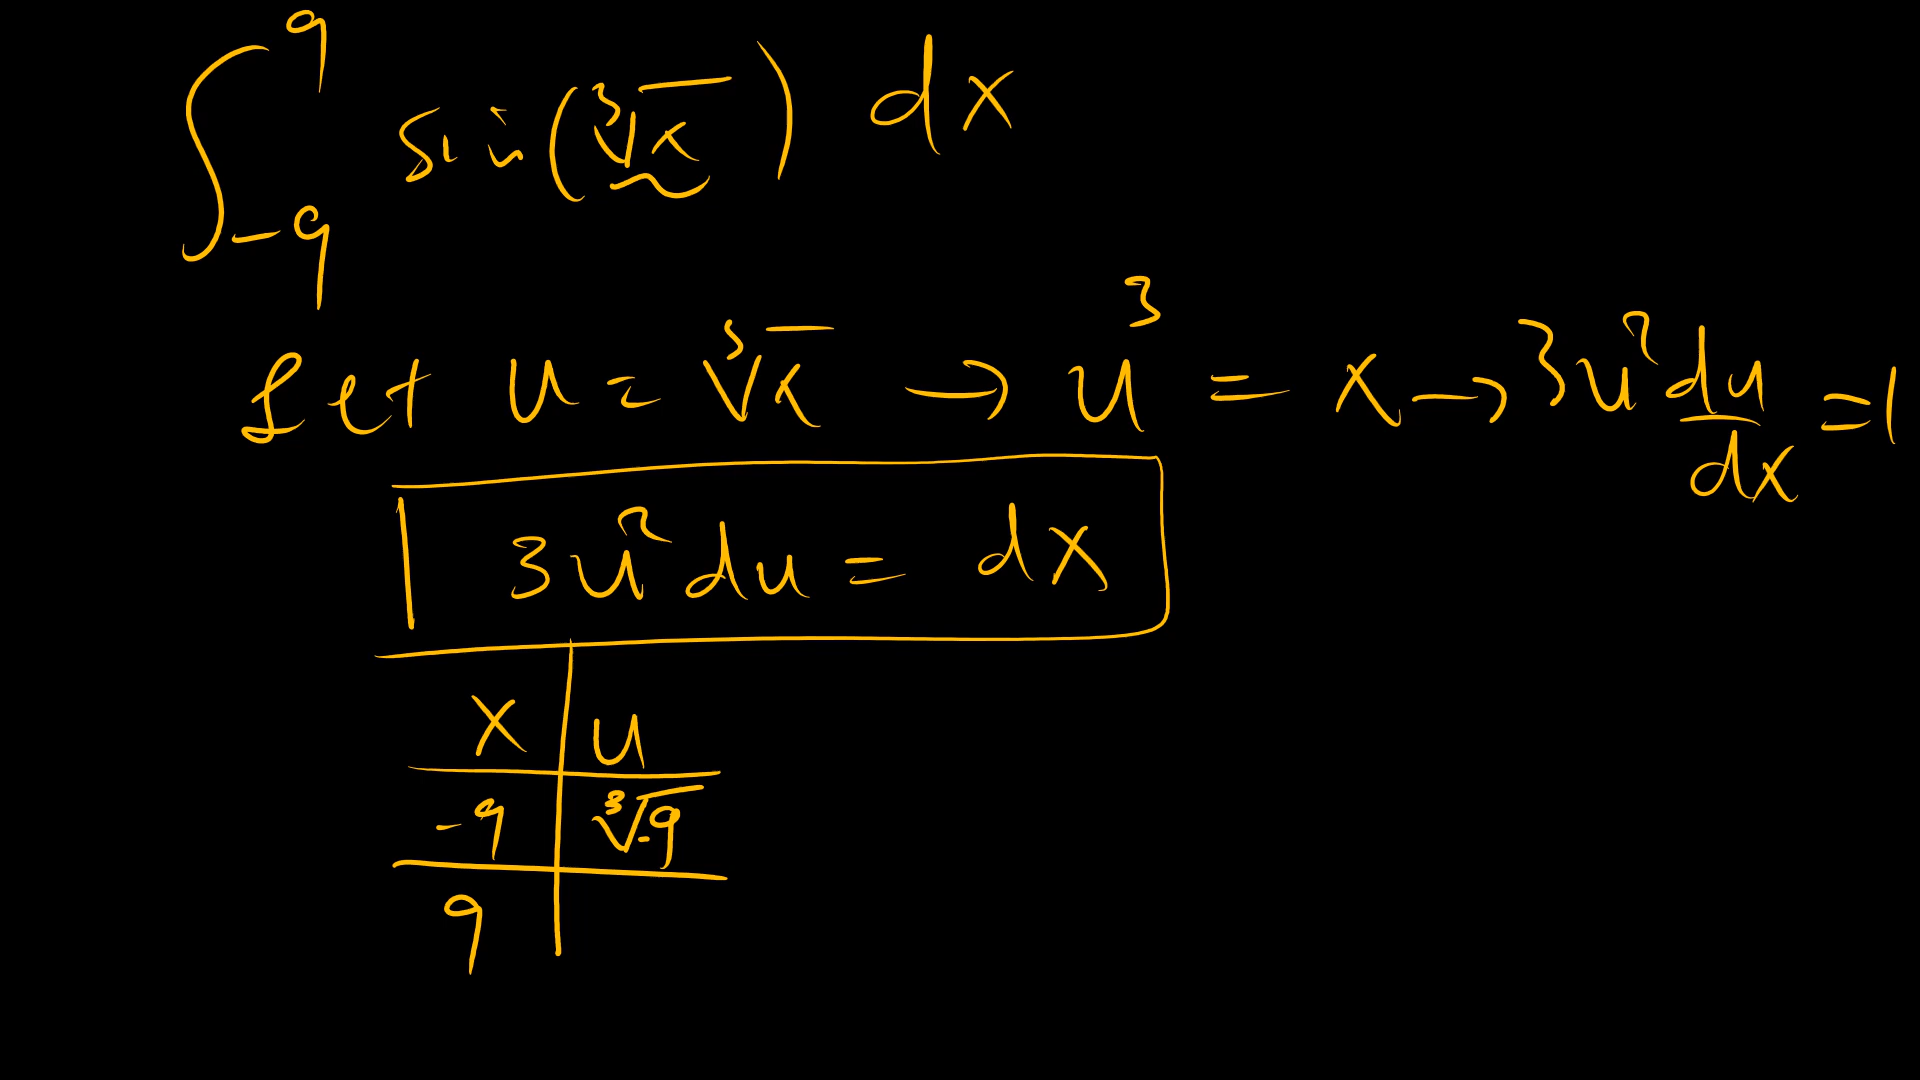 ∫_{-9}^{9} sin(∛x) dx
Let u = ∛x → u³ = x → 3u² du/dx = 1
3u² du = dx
x | u
-9 | ∛-9
9 |